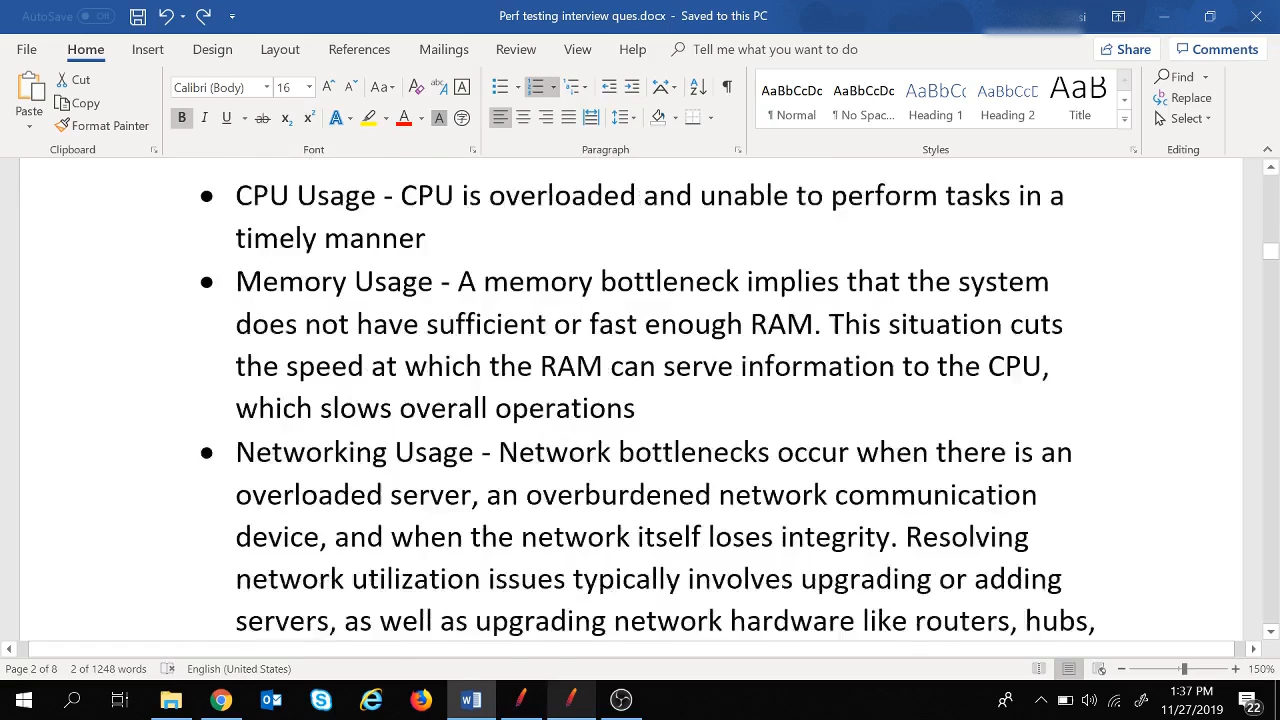 AutoSave Off
Perf testing interview ques.docx - Saved to this PC
si
File Home Insert Design Layout References Mailings Review View Help Tell me what you want to do Share Comments
Paste
Cut
Copy
Format Painter
Clipboard
Calibri (Body) 16
Font
Paragraph
AaBbCcDc AaBbCcDc AaBbCc AaBbCcC AaB
¶ Normal ¶ No Spac... Heading 1 Heading 2 Title
Styles
Find
Replace
Select
Editing
• CPU Usage - CPU is overloaded and unable to perform tasks in a
timely manner
• Memory Usage - A memory bottleneck implies that the system
does not have sufficient or fast enough RAM. This situation cuts
the speed at which the RAM can serve information to the CPU,
which slows overall operations
• Networking Usage - Network bottlenecks occur when there is an
overloaded server, an overburdened network communication
device, and when the network itself loses integrity. Resolving
network utilization issues typically involves upgrading or adding
servers, as well as upgrading network hardware like routers, hubs,
Page 2 of 8 2 of 1248 words English (United States) 150%
1:37 PM
11/27/2019
22